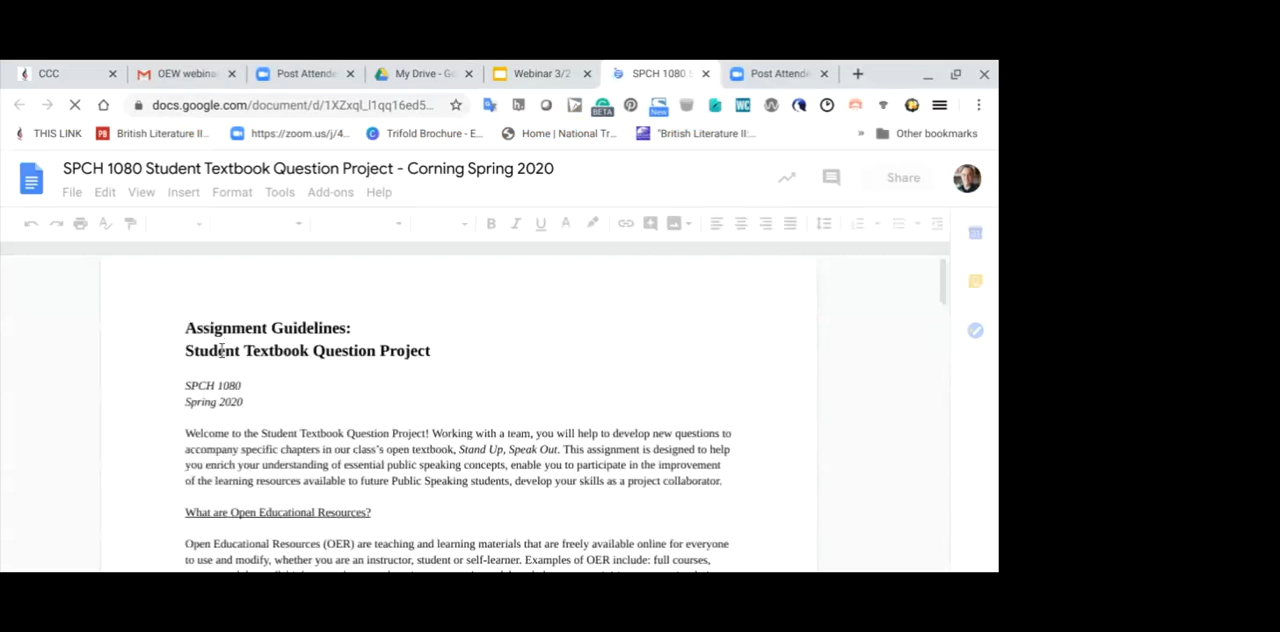 CCC
OEW webina
Post Attende
My Drive - Go
Webinar 3/2
SPCH 1080 S
Post Attende
docs.google.com/document/d/1XZxql_l1qq16ed5...
BETA
New
WC
THIS LINK
British Literature II...
https://zoom.us/j/4...
Trifold Brochure - E...
Home | National Tr...
"British Literature II:...
»
Other bookmarks
SPCH 1080 Student Textbook Question Project - Corning Spring 2020
File Edit View Insert Format Tools Add-ons Help
Share
Assignment Guidelines:
Student Textbook Question Project
SPCH 1080
Spring 2020
Welcome to the Student Textbook Question Project! Working with a team, you will help to develop new questions to
accompany specific chapters in our class's open textbook, Stand Up, Speak Out. This assignment is designed to help
you enrich your understanding of essential public speaking concepts, enable you to participate in the improvement
of the learning resources available to future Public Speaking students, develop your skills as a project collaborator.
What are Open Educational Resources?
Open Educational Resources (OER) are teaching and learning materials that are freely available online for everyone
to use and modify, whether you are an instructor, student or self-learner. Examples of OER include: full courses,